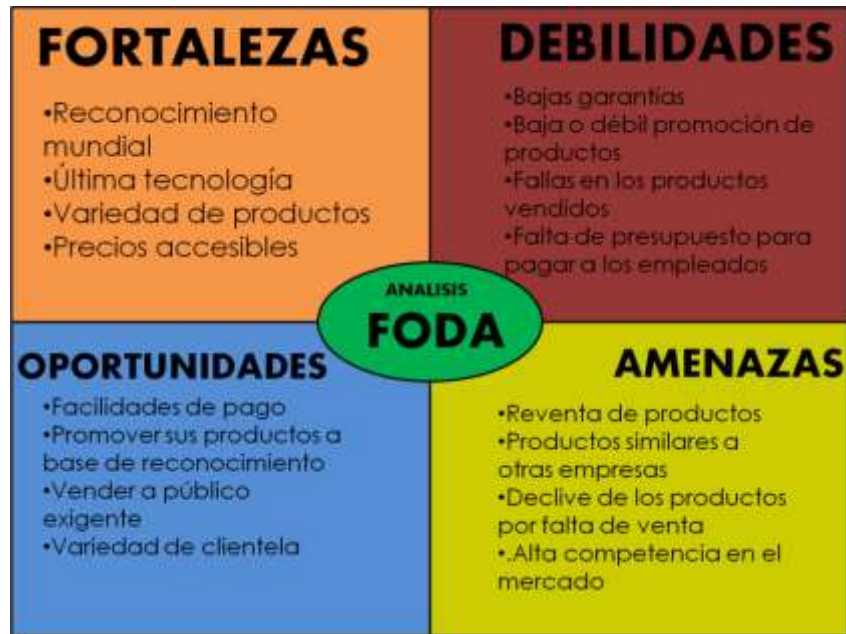 FORTALEZAS
•Reconocimiento
mundial
•Última tecnología
•Variedad de productos
•Precios accesibles
DEBILIDADES
•Bajas garantías
•Baja o débil promoción de
productos
•Fallas en los productos
vendidos
•Falta de presupuesto para
pagar a los empleados
ANALISIS
FODA
OPORTUNIDADES
•Facilidades de pago
•Promover sus productos a
base de reconocimiento
•Vender a público
exigente
•Variedad de clientela
AMENAZAS
•Reventa de productos
•Productos similares a
otras empresas
•Declive de los productos
por falta de venta
•.Alta competencia en el
mercado